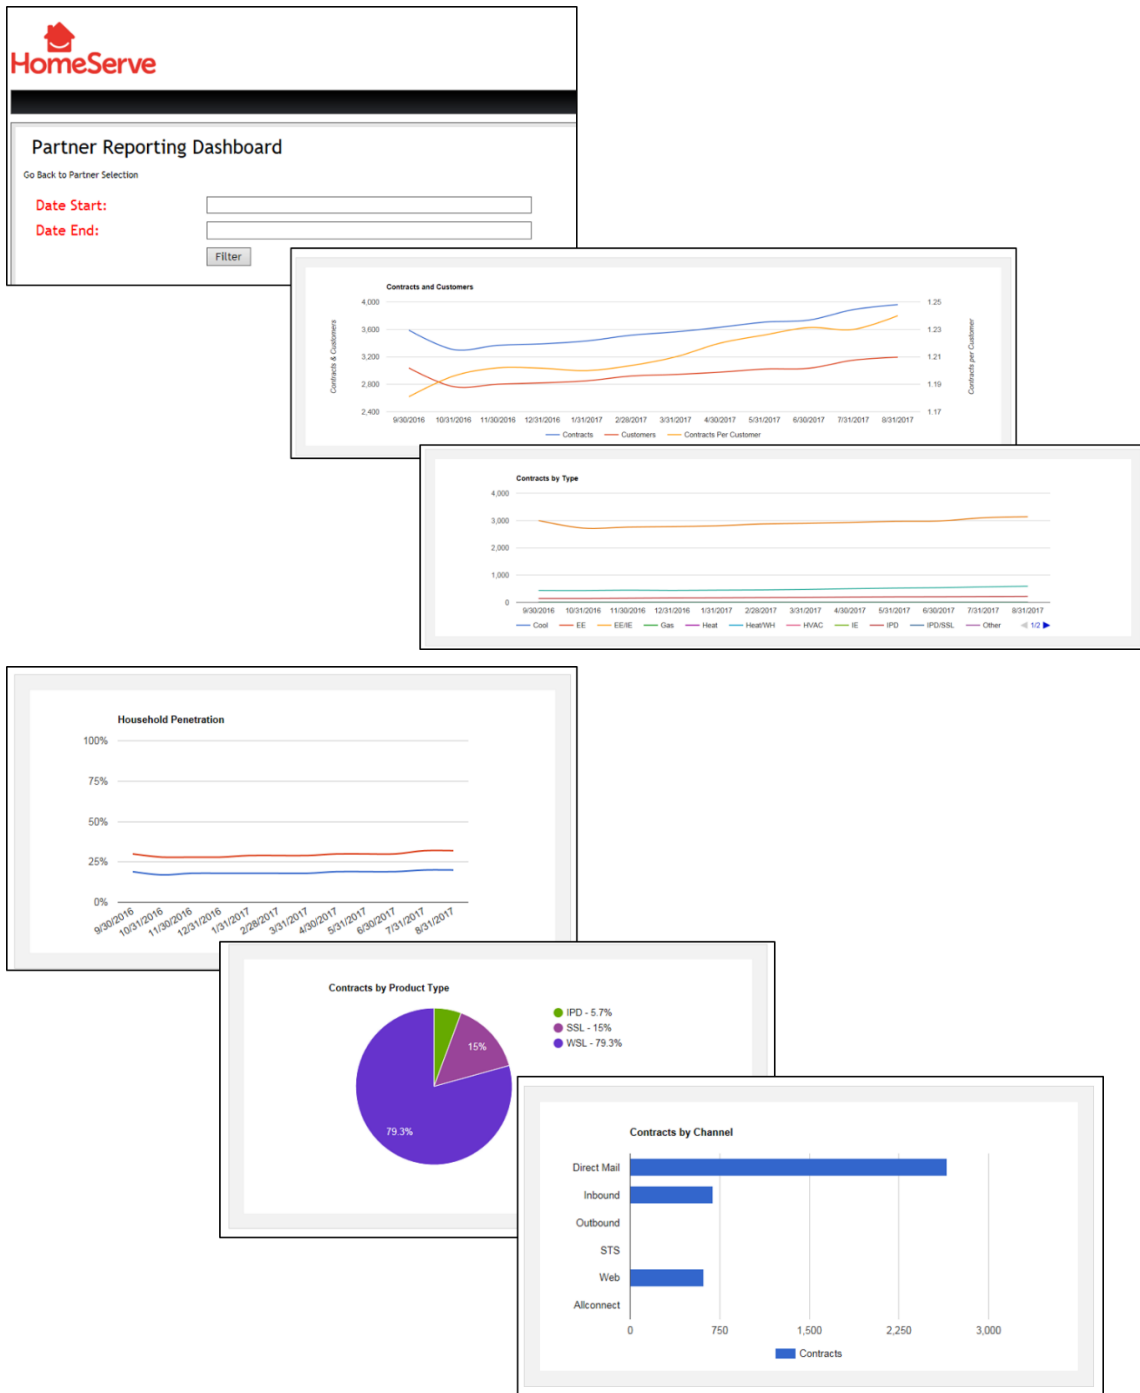 HomeServe
Partner Reporting Dashboard
Go Back to Partner Selection
Date Start:
Date End:
Filter
Contracts and Customers
4,000
3,600
3,200
2,800
2,400
Contracts & Customers
1.25
1.23
1.21
1.19
1.17
Contracts per Customer
9/30/2016 10/31/2016 11/30/2016 12/31/2016 1/31/2017 2/28/2017 3/31/2017 4/30/2017 5/31/2017 6/30/2017 7/31/2017 8/31/2017
Contracts Customers Contracts Per Customer
Contracts by Type
4,000
3,000
2,000
1,000
0
9/30/2016 10/31/2016 11/30/2016 12/31/2016 1/31/2017 2/28/2017 3/31/2017 4/30/2017 5/31/2017 6/30/2017 7/31/2017 8/31/2017
Cool EE EE/IE Gas Heat Heat/WH HVAC IE IPD IPD/SSL Other 1/2
Household Penetration
100%
75%
50%
25%
0%
9/30/2016 10/31/2016 11/30/2016 12/31/2016 1/31/2017 2/28/2017 3/31/2017 4/30/2017 5/31/2017 6/30/2017 7/31/2017 8/31/2017
Contracts by Product Type
IPD - 5.7%
SSL - 15%
WSL - 79.3%
15%
79.3%
Contracts by Channel
Direct Mail
Inbound
Outbound
STS
Web
Allconnect
0 750 1,500 2,250 3,000
Contracts